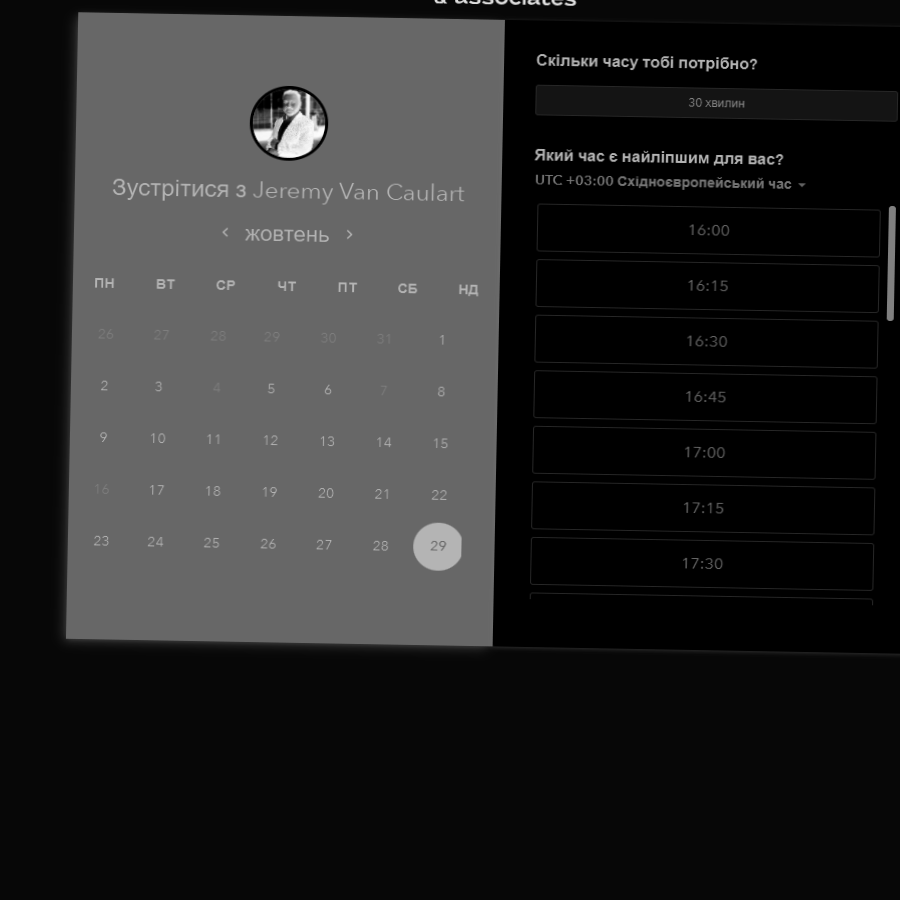 & associates
Зустрітися з Jeremy Van Caulart
жовтень
ПН ВТ СР ЧТ ПТ СБ НД
26 27 28 29 30 31 1
2 3 4 5 6 7 8
9 10 11 12 13 14 15
16 17 18 19 20 21 22
23 24 25 26 27 28 29
Скільки часу тобі потрібно?
30 хвилин
Який час є найліпшим для вас?
UTC +03:00 Східноєвропейський час
16:00
16:15
16:30
16:45
17:00
17:15
17:30